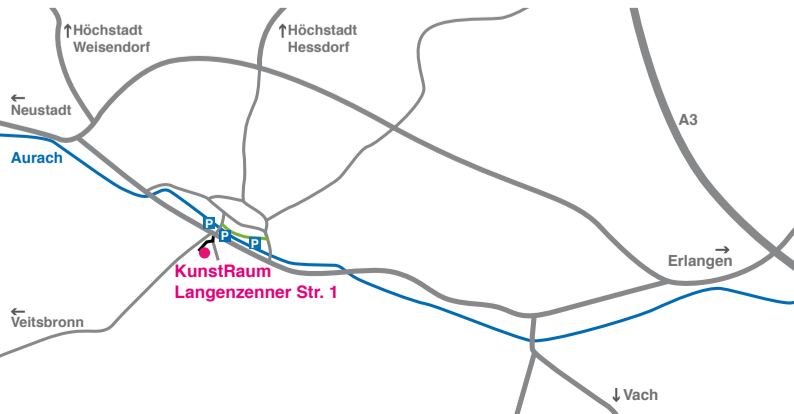 ↑Höchstadt
Weisendorf
↑Höchstadt
Hessdorf
←
Neustadt
A3
Aurach
P
P
P
→
Erlangen
KunstRaum
Langenzenner Str. 1
←
Veitsbronn
↓Vach